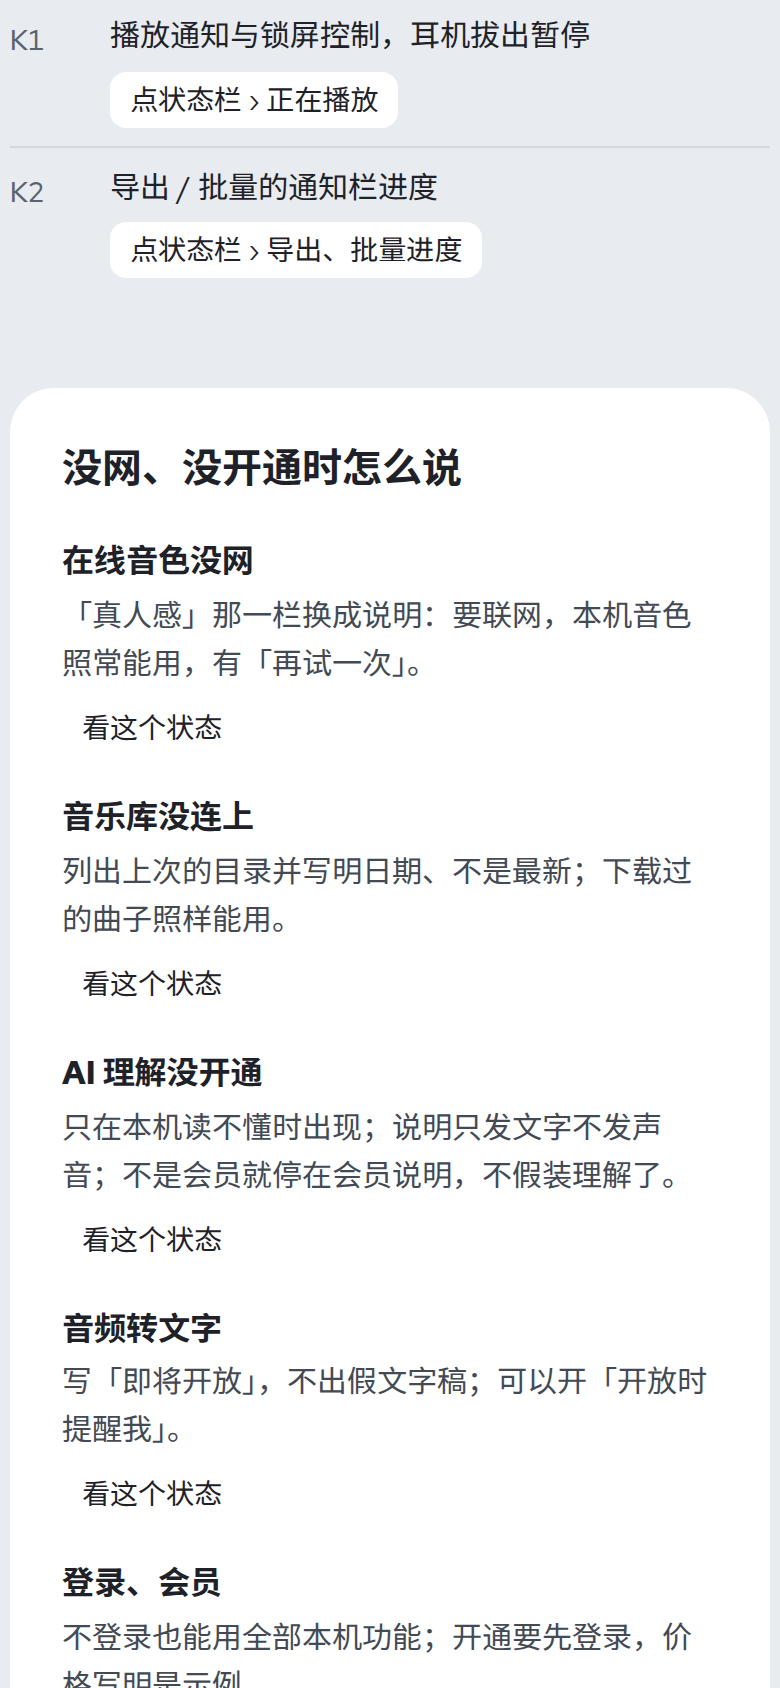 K1 播放通知与锁屏控制，耳机拔出暂停
点状态栏 › 正在播放
K2 导出 / 批量的通知栏进度
点状态栏 › 导出、批量进度
没网、没开通时怎么说
在线音色没网
「真人感」那一栏换成说明：要联网，本机音色
照常能用，有「再试一次」。
看这个状态
音乐库没连上
列出上次的目录并写明日期、不是最新；下载过
的曲子照样能用。
看这个状态
AI 理解没开通
只在本机读不懂时出现；说明只发文字不发声
音；不是会员就停在会员说明，不假装理解了。
看这个状态
音频转文字
写「即将开放」，不出假文字稿；可以开「开放时
提醒我」。
看这个状态
登录、会员
不登录也能用全部本机功能；开通要先登录，价
格写明是示例